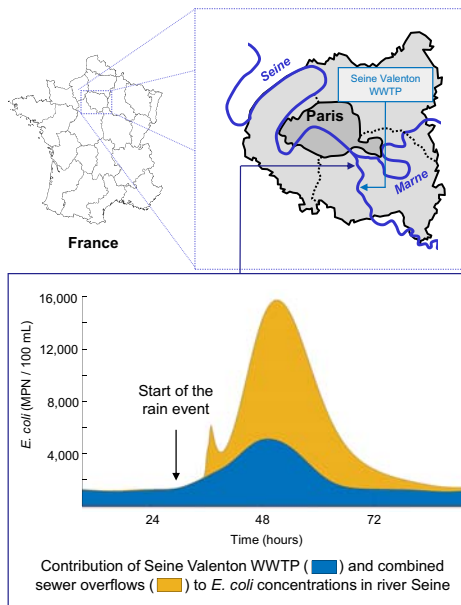 Seine
Seine Valenton
WWTP
Paris
Marne
France
16,000
12,000
8,000
4,000
E. coli (MPN / 100 mL)
Start of the
rain event
24
48
72
Time (hours)
Contribution of Seine Valenton WWTP ( ) and combined
sewer overflows ( ) to E. coli concentrations in river Seine